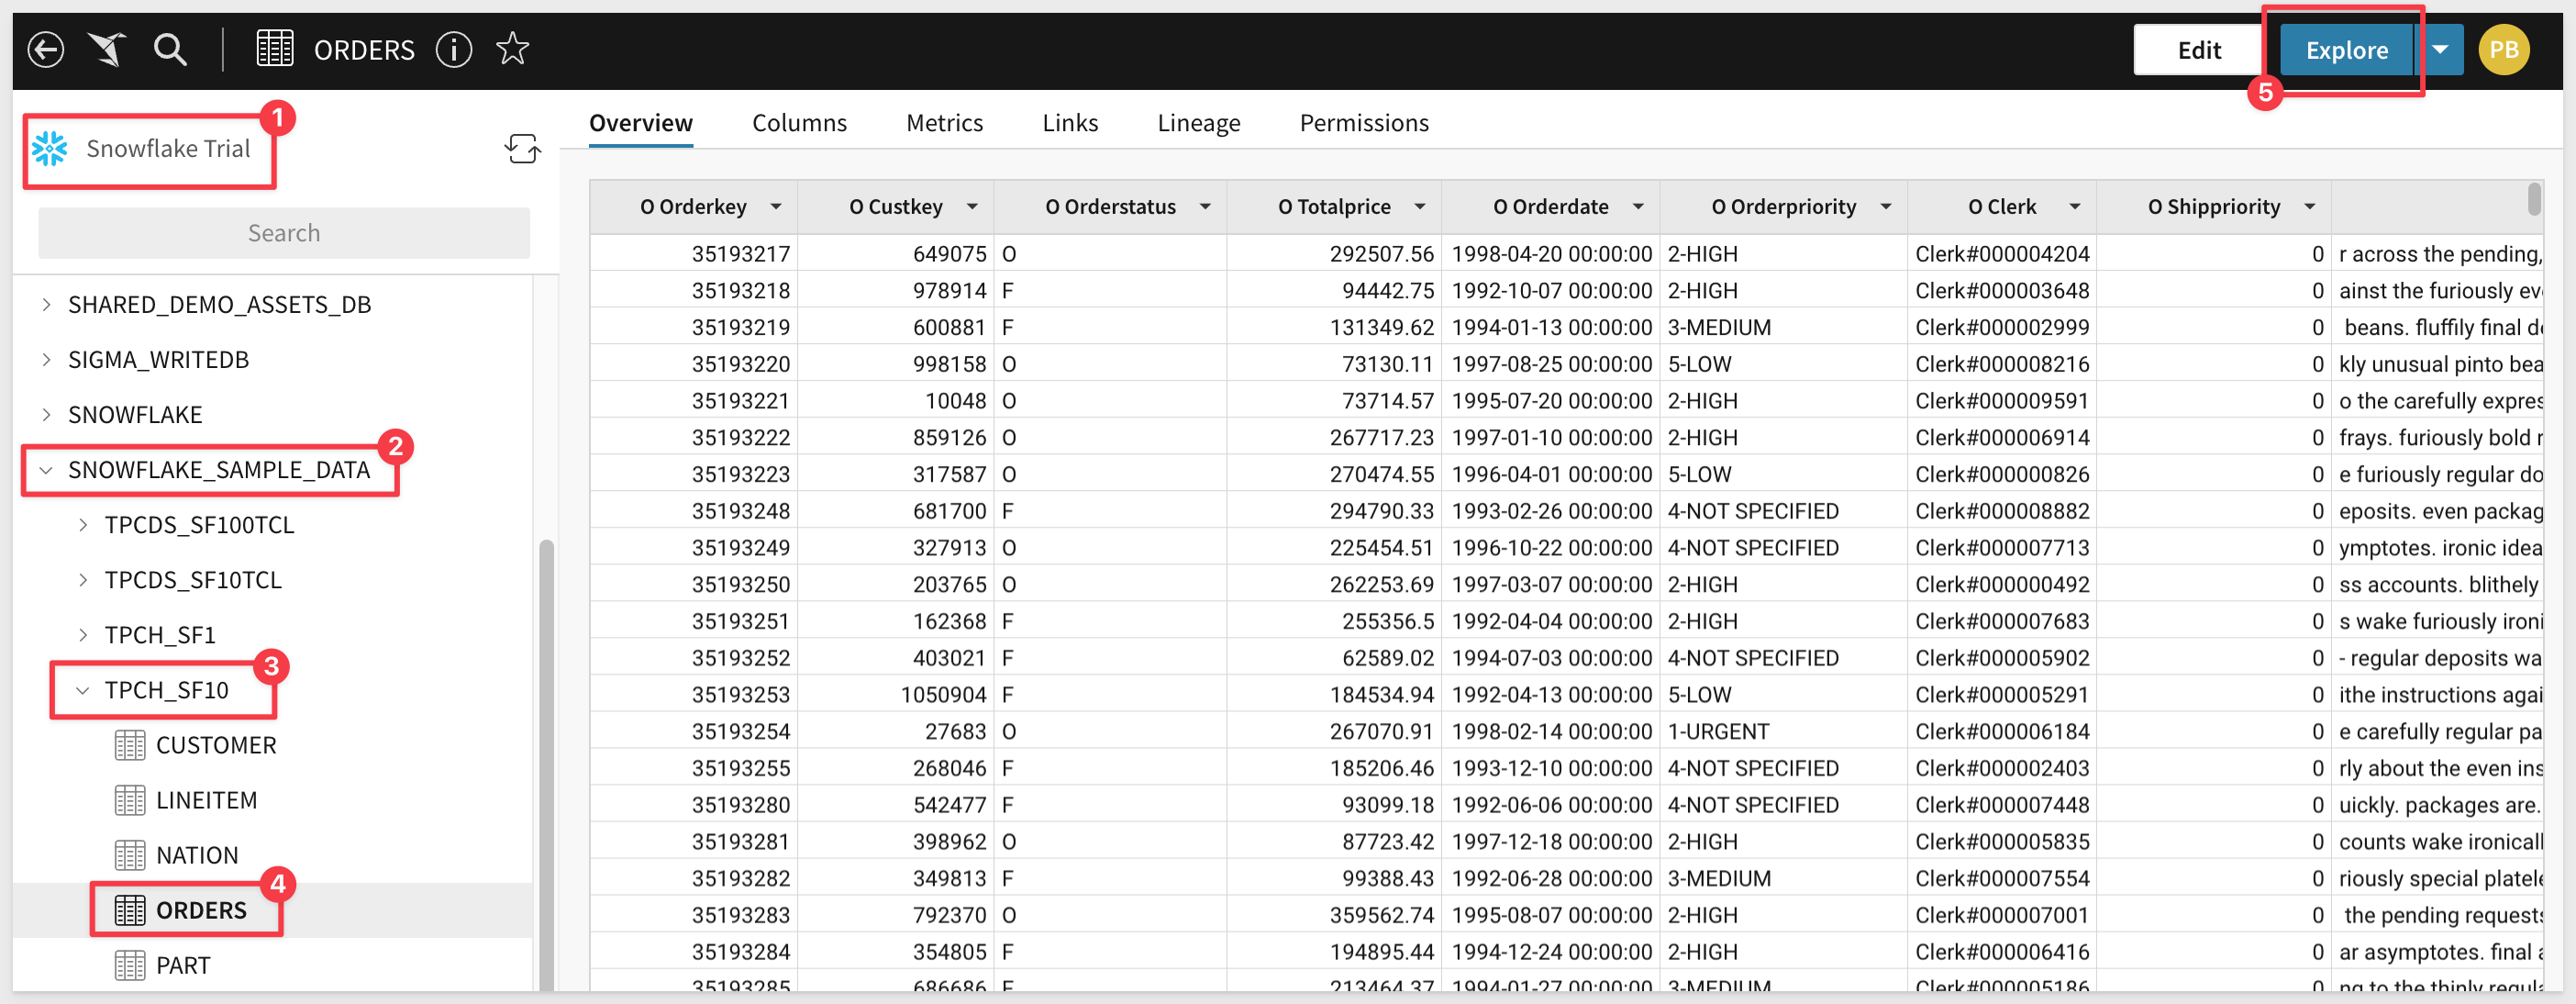 ORDERS Edit Explore PB
5
1
Snowflake Trial
Search
SHARED_DEMO_ASSETS_DB
SIGMA_WRITEDB
SNOWFLAKE
2
SNOWFLAKE_SAMPLE_DATA
TPCDS_SF100TCL
TPCDS_SF10TCL
TPCH_SF1
3
TPCH_SF10
CUSTOMER
LINEITEM
NATION
4
ORDERS
PART
Overview Columns Metrics Links Lineage Permissions
O Orderkey O Custkey O Orderstatus O Totalprice O Orderdate O Orderpriority O Clerk O Shippriority
35193217 649075 O 292507.56 1998-04-20 00:00:00 2-HIGH Clerk#000004204 0 r across the pending,
35193218 978914 F 94442.75 1992-10-07 00:00:00 2-HIGH Clerk#000003648 0 ainst the furiously ev
35193219 600881 F 131349.62 1994-01-13 00:00:00 3-MEDIUM Clerk#000002999 0 beans. fluffily final d
35193220 998158 O 73130.11 1997-08-25 00:00:00 5-LOW Clerk#000008216 0 kly unusual pinto bea
35193221 10048 O 73714.57 1995-07-20 00:00:00 2-HIGH Clerk#000009591 0 o the carefully expres
35193222 859126 O 267717.23 1997-01-10 00:00:00 2-HIGH Clerk#000006914 0 frays. furiously bold r
35193223 317587 O 270474.55 1996-04-01 00:00:00 5-LOW Clerk#000000826 0 e furiously regular do
35193248 681700 F 294790.33 1993-02-26 00:00:00 4-NOT SPECIFIED Clerk#000008882 0 eposits. even packag
35193249 327913 O 225454.51 1996-10-22 00:00:00 4-NOT SPECIFIED Clerk#000007713 0 ymptotes. ironic idea
35193250 203765 O 262253.69 1997-03-07 00:00:00 2-HIGH Clerk#000000492 0 ss accounts. blithely
35193251 162368 F 255356.5 1992-04-04 00:00:00 2-HIGH Clerk#000007683 0 s wake furiously ironi
35193252 403021 F 62589.02 1994-07-03 00:00:00 4-NOT SPECIFIED Clerk#000005902 0 - regular deposits wa
35193253 1050904 F 184534.94 1992-04-13 00:00:00 5-LOW Clerk#000005291 0 ithe instructions agai
35193254 27683 O 267070.91 1998-02-14 00:00:00 1-URGENT Clerk#000006184 0 e carefully regular pa
35193255 268046 F 185206.46 1993-12-10 00:00:00 4-NOT SPECIFIED Clerk#000002403 0 rly about the even ins
35193280 542477 F 93099.18 1992-06-06 00:00:00 4-NOT SPECIFIED Clerk#000007448 0 uickly. packages are.
35193281 398962 O 87723.42 1997-12-18 00:00:00 2-HIGH Clerk#000005835 0 counts wake ironicall
35193282 349813 F 99388.43 1992-06-28 00:00:00 3-MEDIUM Clerk#000007554 0 riously special platele
35193283 792370 O 359562.74 1995-08-07 00:00:00 2-HIGH Clerk#000007001 0 the pending requests
35193284 354805 F 194895.44 1994-12-24 00:00:00 2-HIGH Clerk#000006416 0 ar asymptotes. final a
35193285 686686 F 213464.37 1994-01-27 00:00:00 3-MEDIUM Clerk#000005186 0 ng to the thinly regula